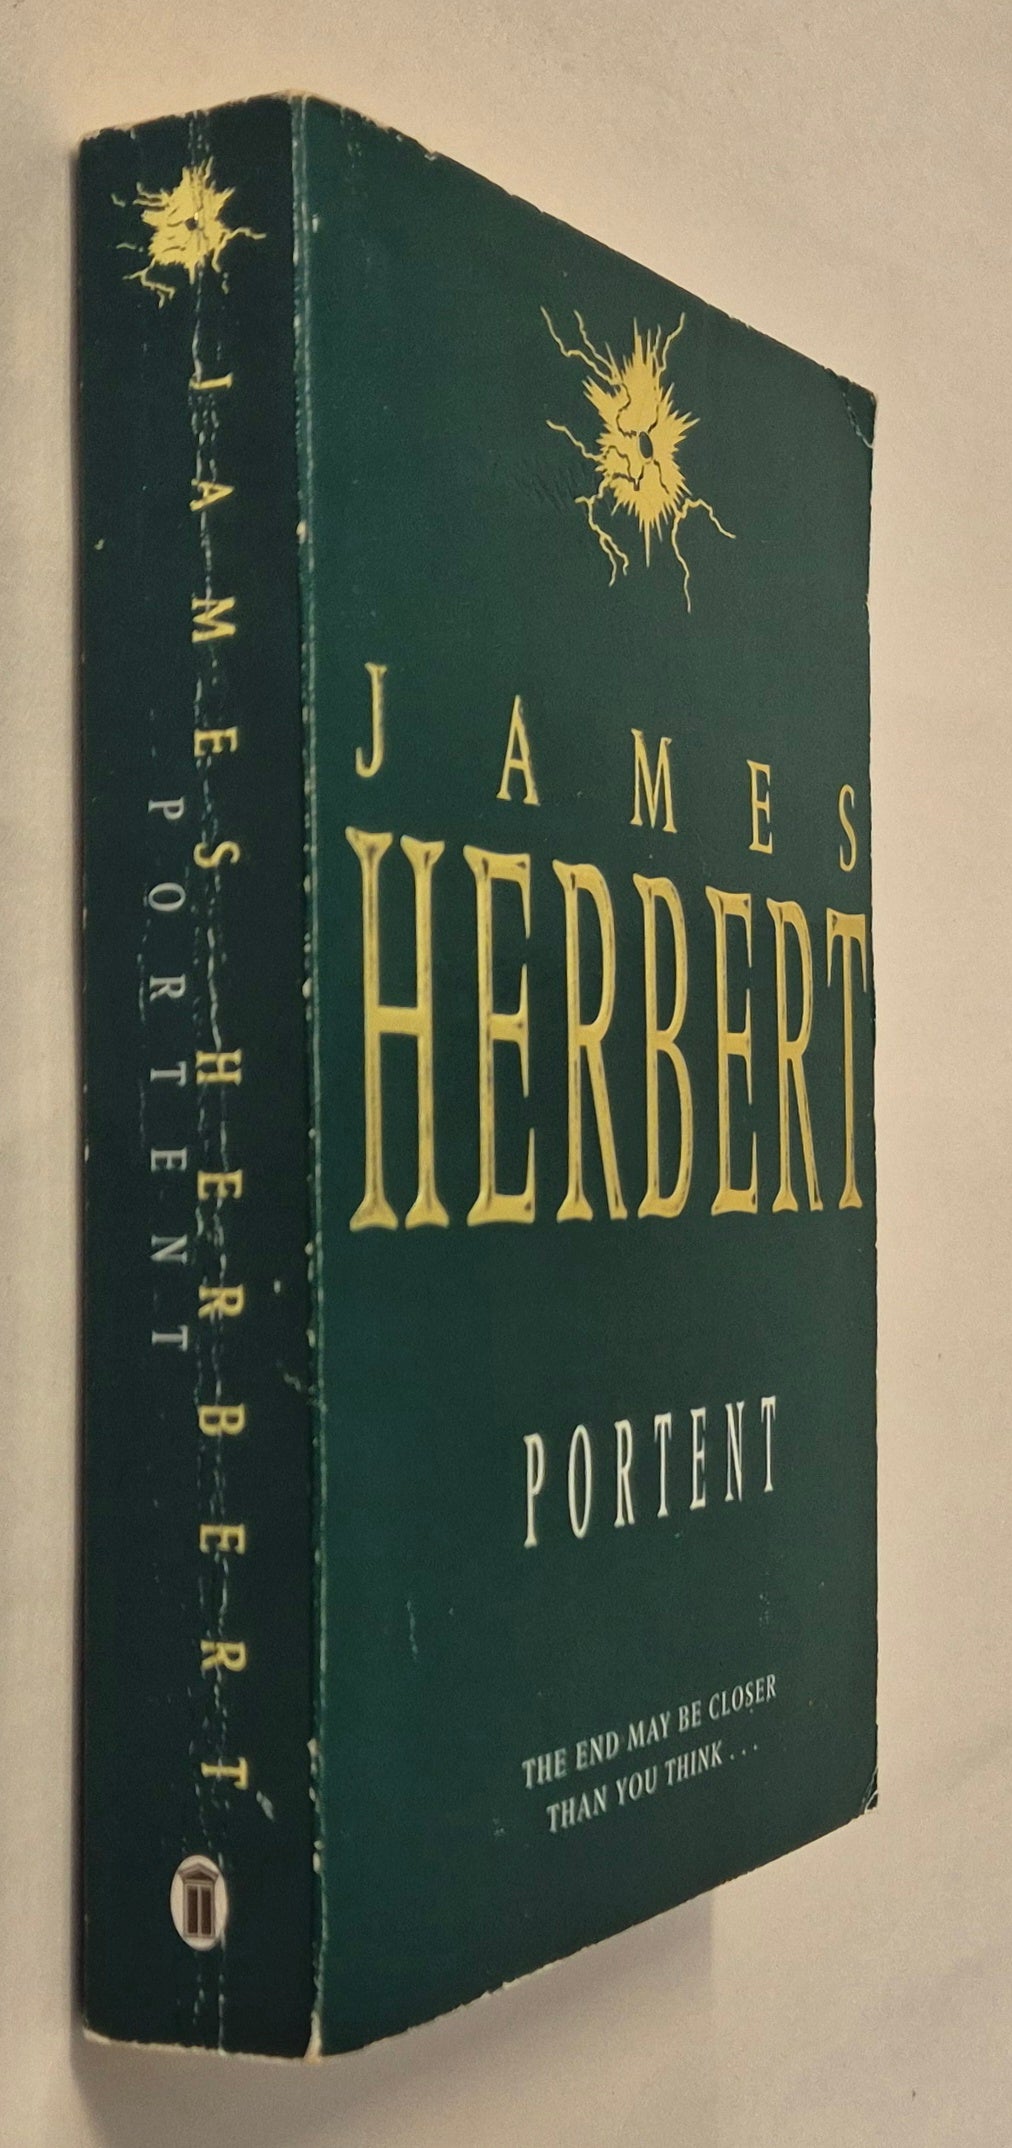 JAMES HERBERT
PORTENT
JAMES
HERBERT
PORTENT
THE END MAY BE CLOSER
THAN YOU THINK . . .